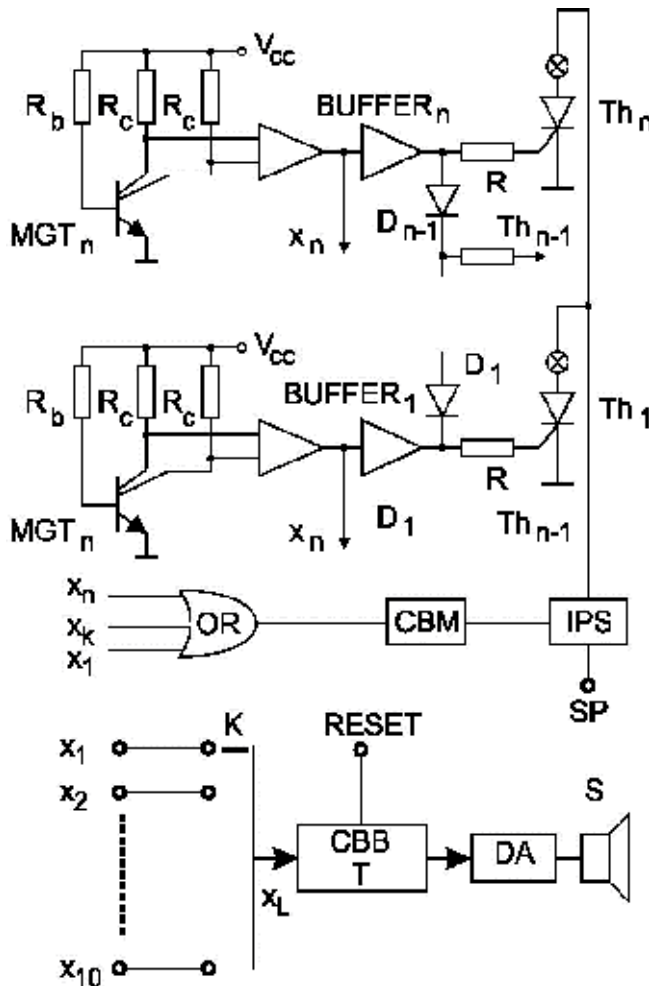 V_cc
R_b R_c R_c
BUFFER_n
Th_n
R
MGT_n
x_n
D_n-1
Th_n-1
V_cc
R_b R_c R_c
BUFFER_1
D_1
Th_1
R
MGT_n
x_n
D_1
Th_n-1
x_n
x_k
x_1
OR
CBM
IPS
SP
x_1
K
RESET
S
x_2
CBB
T
DA
x_L
x_10